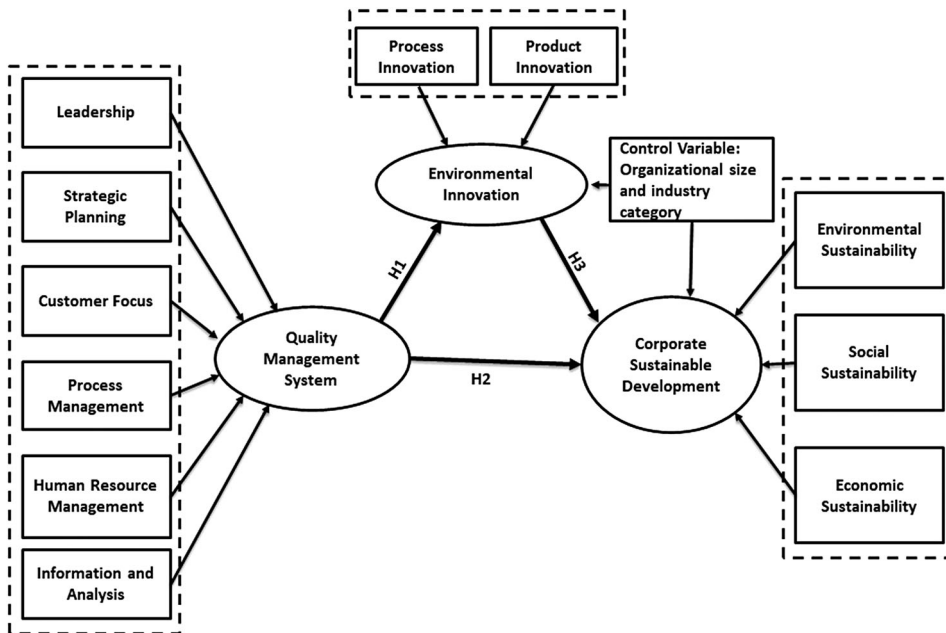 Process
Innovation
Product
Innovation
Leadership
Strategic
Planning
Customer Focus
Process
Management
Human Resource
Management
Information and
Analysis
Environmental
Innovation
Control Variable:
Organizational size
and industry
category
H1
H3
H2
Quality
Management
System
Corporate
Sustainable
Development
Environmental
Sustainability
Social
Sustainability
Economic
Sustainability